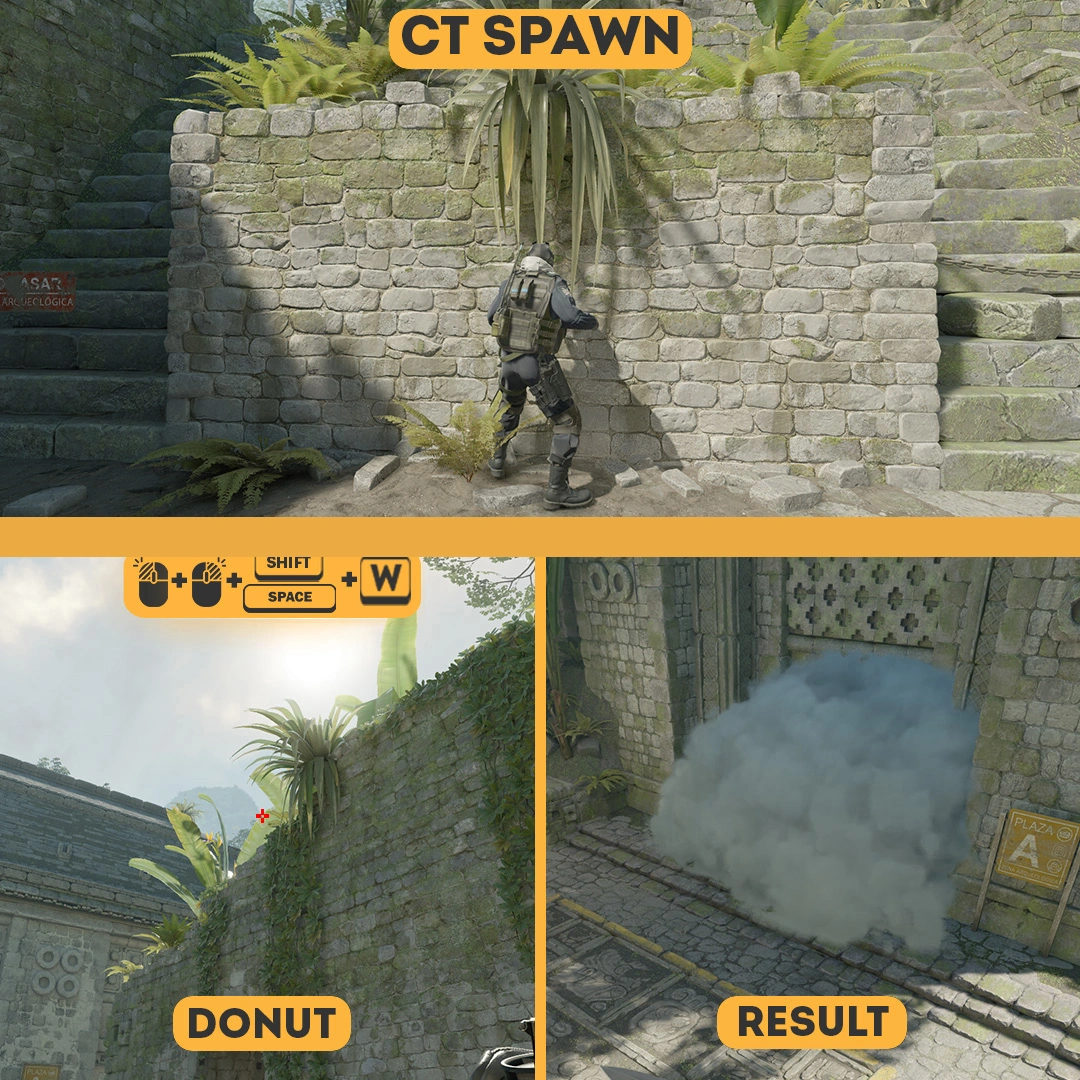 CT SPAWN
ASAR
ARQUEOLÓGICA
SHIFT
SPACE
W
PLAZA
A
DONUT
RESULT